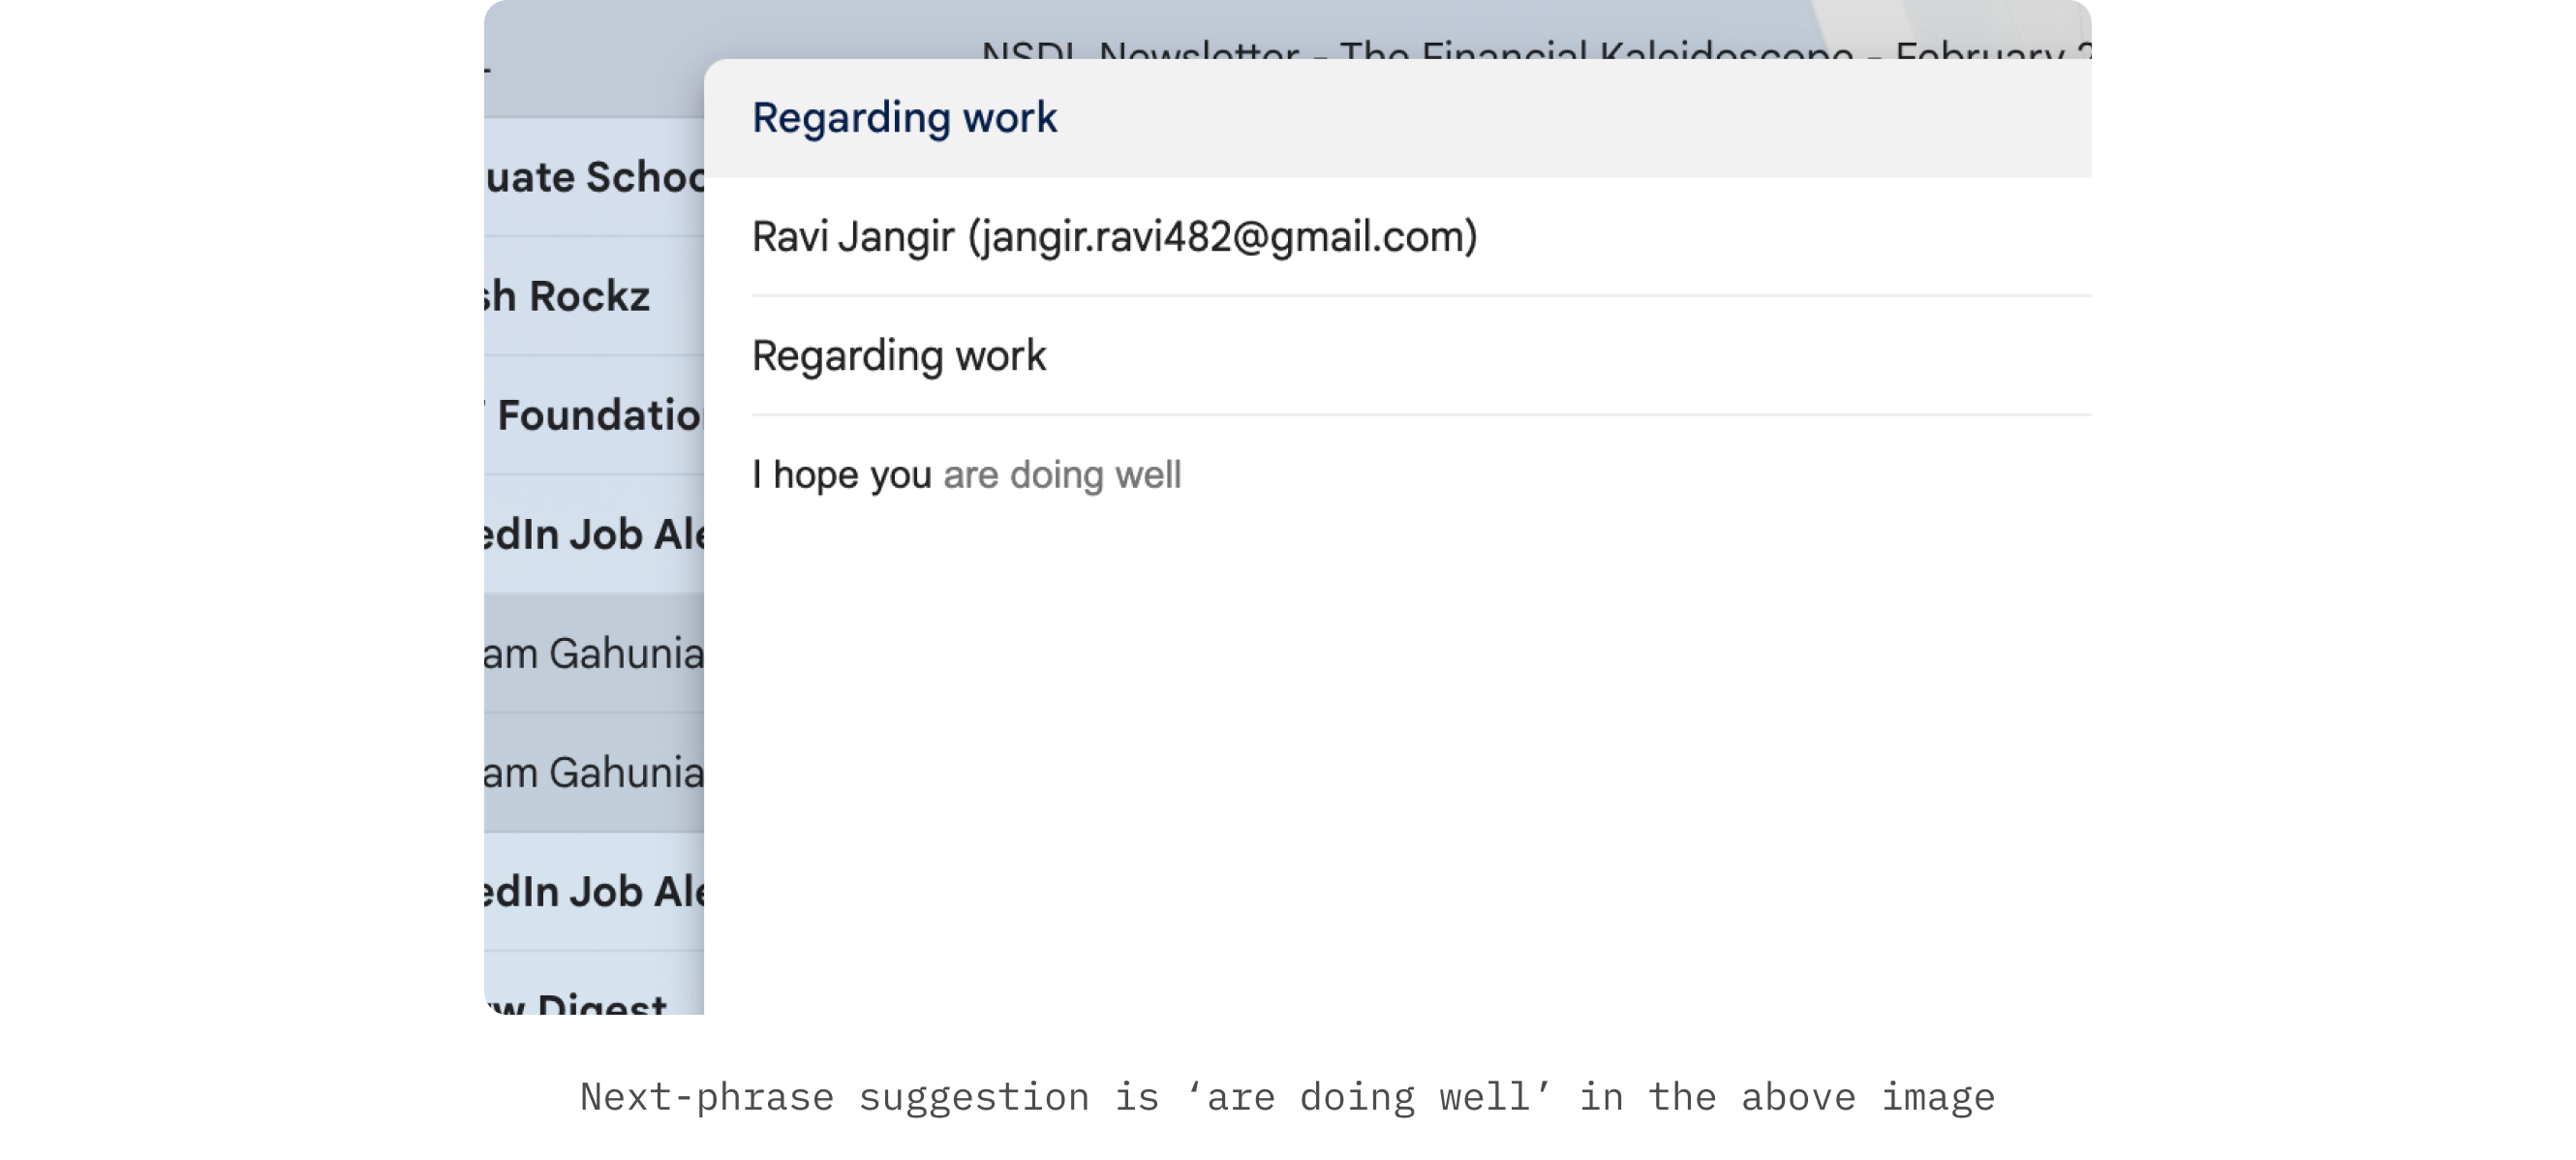 NSDL Newsletter - The Financial Kaleidoscope - February
Regarding work
uate Schoo
Ravi Jangir (jangir.ravi482@gmail.com)
sh Rockz
Regarding work
Foundation
I hope you are doing well
edIn Job Ale
am Gahunia
am Gahunia
edIn Job Ale
w Digest
Next-phrase suggestion is ‘are doing well’ in the above image